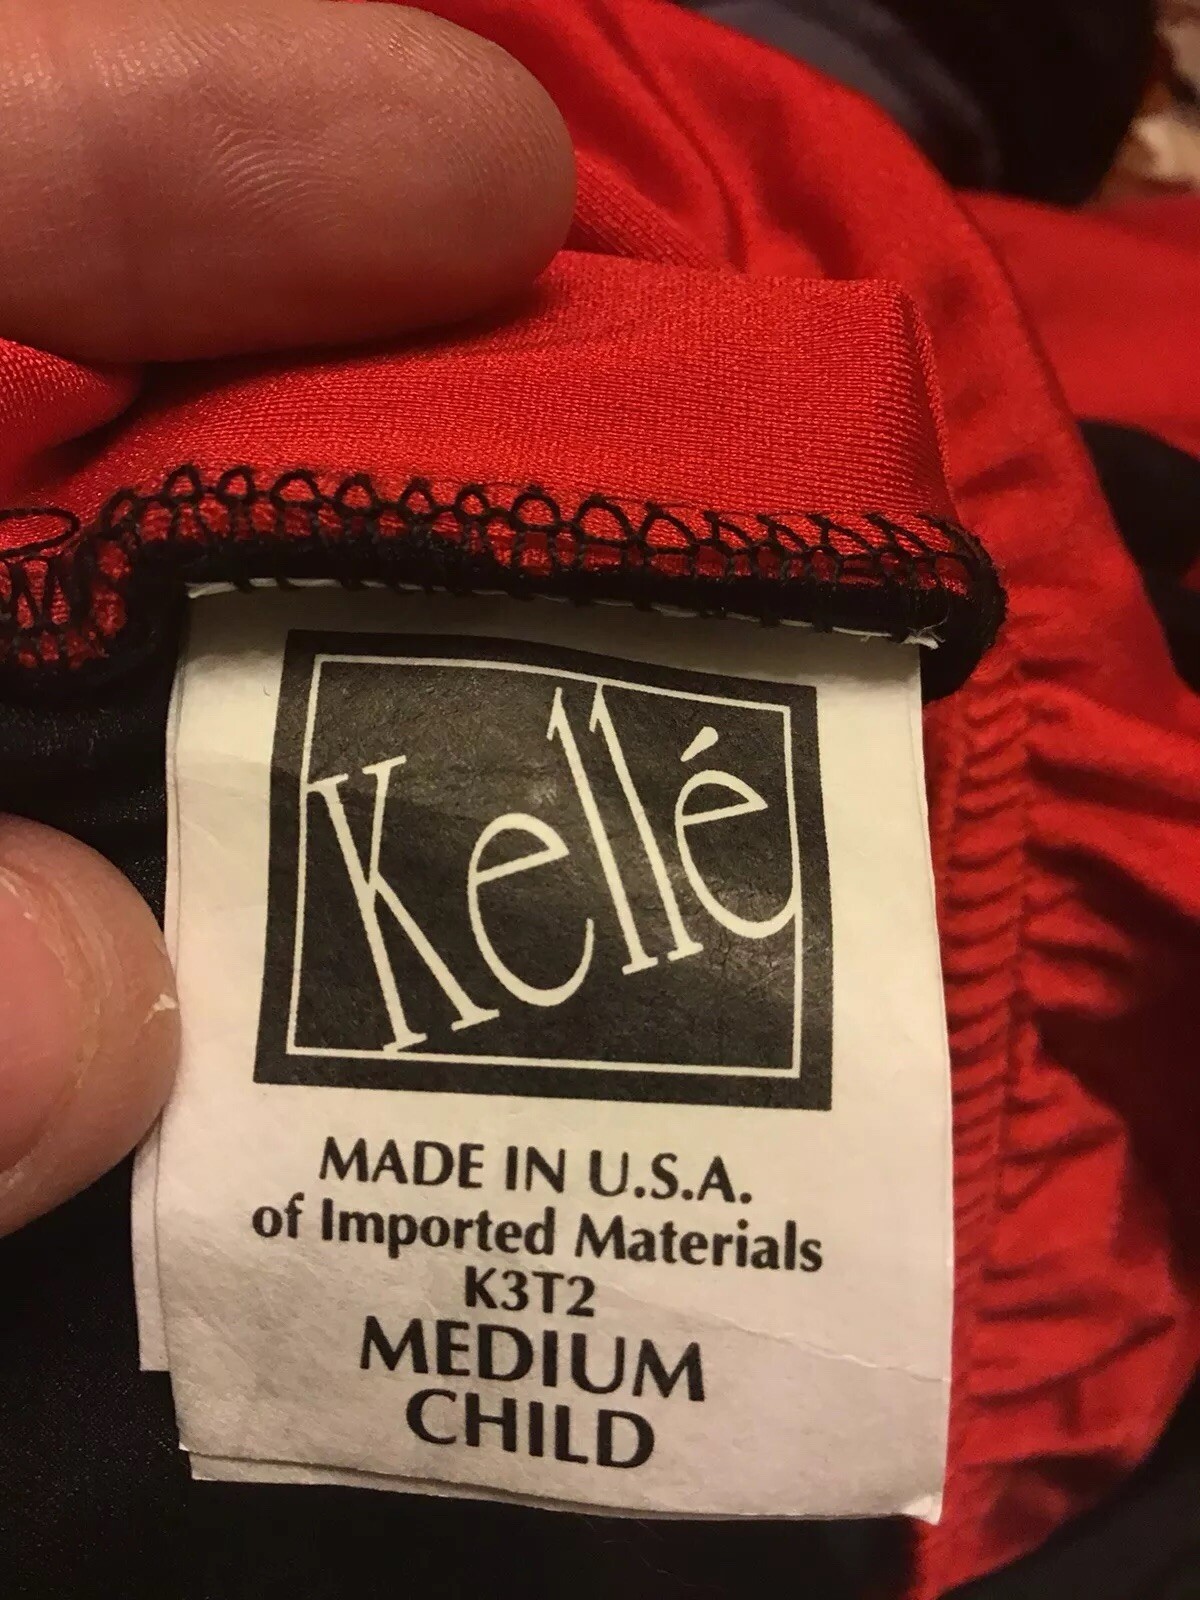 Kellé
MADE IN U.S.A.
of Imported Materials
K3T2
MEDIUM
CHILD